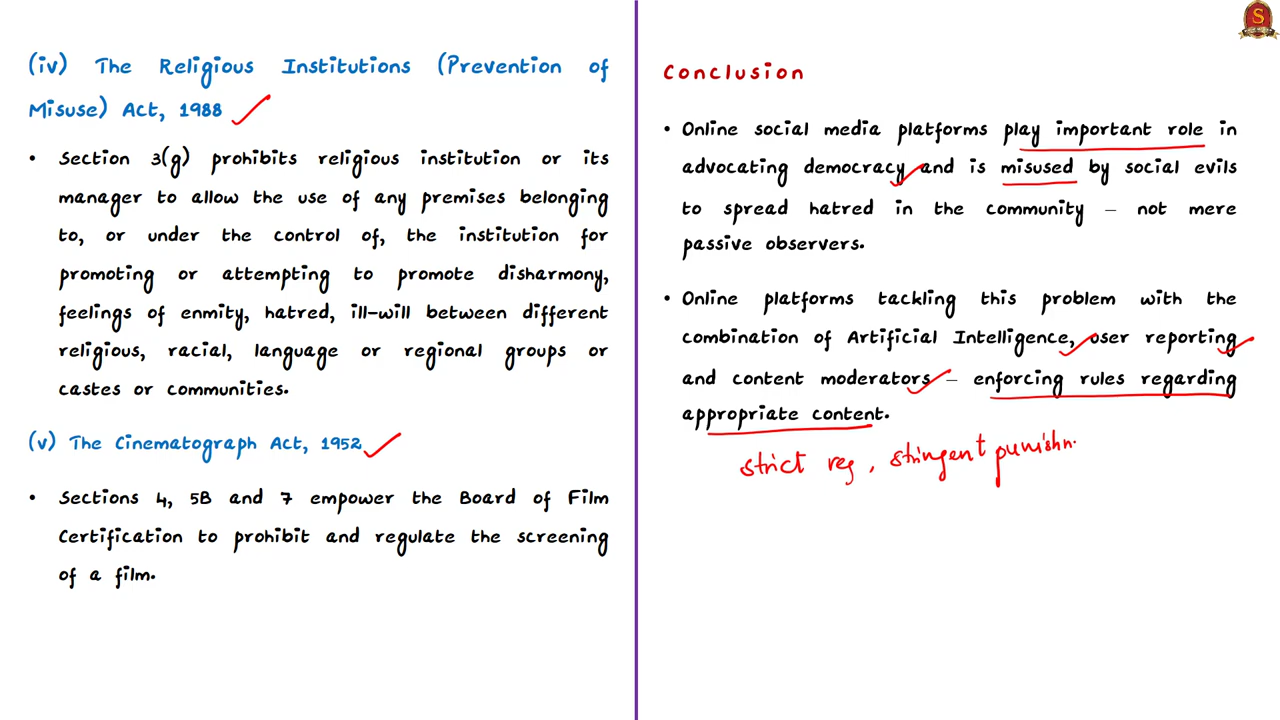 (iv) The Religious Institutions (Prevention of
Misuse) Act, 1988
• Section 3(g) prohibits religious institution or its
manager to allow the use of any premises belonging
to, or under the control of, the institution for
promoting or attempting to promote disharmony,
feelings of enmity, hatred, ill-will between different
religious, racial, language or regional groups or
castes or communities.
(v) The Cinematograph Act, 1952
• Sections 4, 5B and 7 empower the Board of Film
Certification to prohibit and regulate the screening
of a film.
Conclusion
• Online social media platforms play important role in
advocating democracy and is misused by social evils
to spread hatred in the community – not mere
passive observers.
• Online platforms tackling this problem with the
combination of Artificial Intelligence, user reporting
and content moderators – enforcing rules regarding
appropriate content.
strict reg, stringent punishn.
S